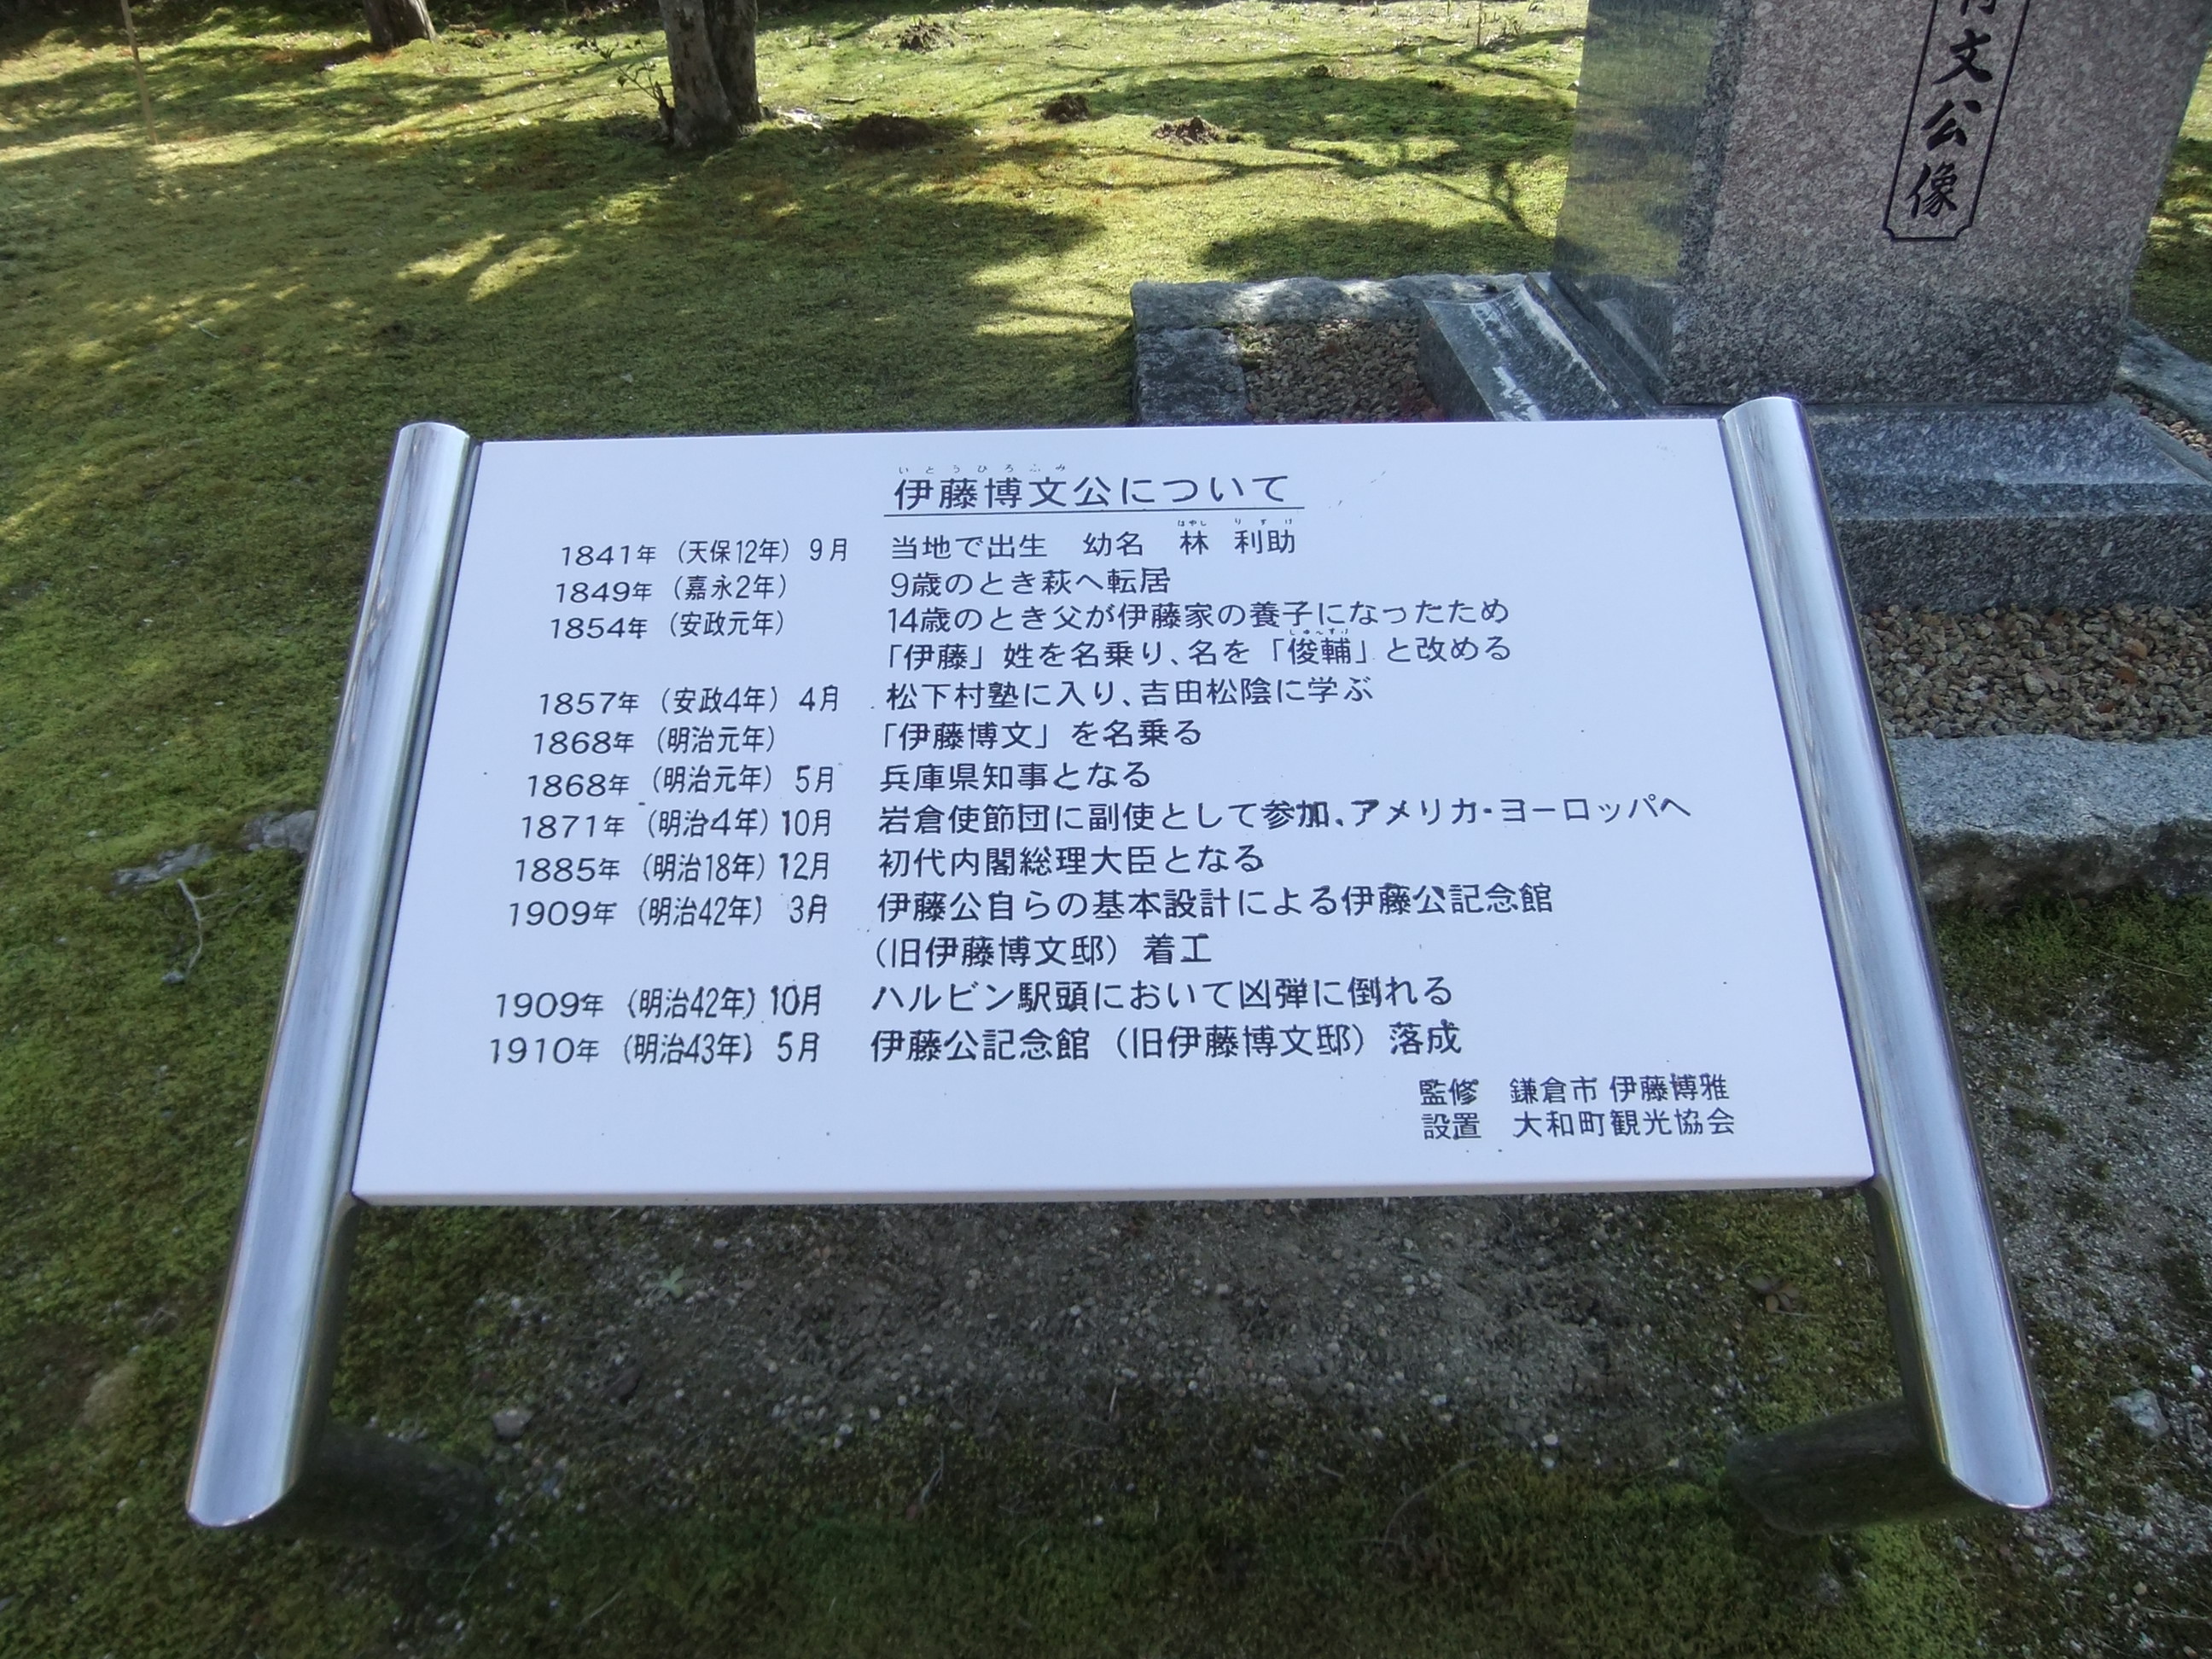 文公像
いとうひろふみ
伊藤博文公について
はやし りすけ
1841年（天保12年）9月 当地で出生 幼名 林 利助
1849年（嘉永2年） 9歳のとき萩へ転居
1854年（安政元年） 14歳のとき父が伊藤家の養子になったため
しゅんすけ
「伊藤」姓を名乗り、名を「俊輔」と改める
1857年（安政4年）4月 松下村塾に入り、吉田松陰に学ぶ
1868年（明治元年） 「伊藤博文」を名乗る
1868年（明治元年）5月 兵庫県知事となる
1871年（明治4年）10月 岩倉使節団に副使として参加、アメリカ・ヨーロッパへ
1885年（明治18年）12月 初代内閣総理大臣となる
1909年（明治42年）3月 伊藤公自らの基本設計による伊藤公記念館
（旧伊藤博文邸）着工
1909年（明治42年）10月 ハルビン駅頭において凶弾に倒れる
1910年（明治43年）5月 伊藤公記念館（旧伊藤博文邸）落成
監修 鎌倉市 伊藤博雅
設置 大和町観光協会